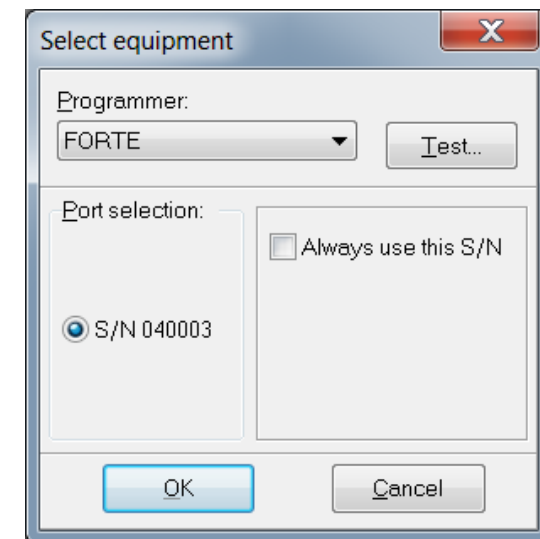 Select equipment
X
Programmer:
FORTE
Test...
Port selection:
Always use this S/N
S/N 040003
OK
Cancel